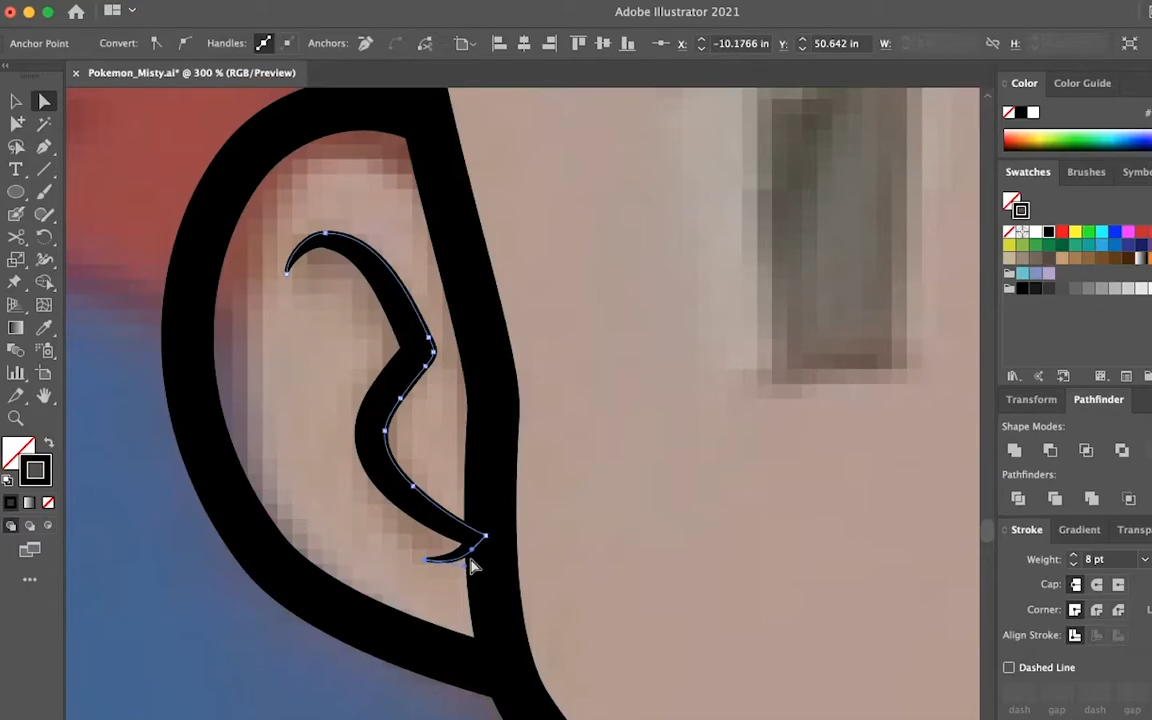 Adobe Illustrator 2021
Anchor Point
Convert:
Handles:
Anchors:
X:
-10.1766 in
Y:
50.642 in
W:
H:
Pokemon_Misty.ai* @ 300 % (RGB/Preview)
Color
Color Guide
#
Swatches
Brushes
Symbo
Transform
Pathfinder
Shape Modes:
Pathfinders:
Stroke
Gradient
Transp
Weight:
8 pt
Cap:
Corner:
L
Align Stroke:
Dashed Line
dash
gap
dash
gap